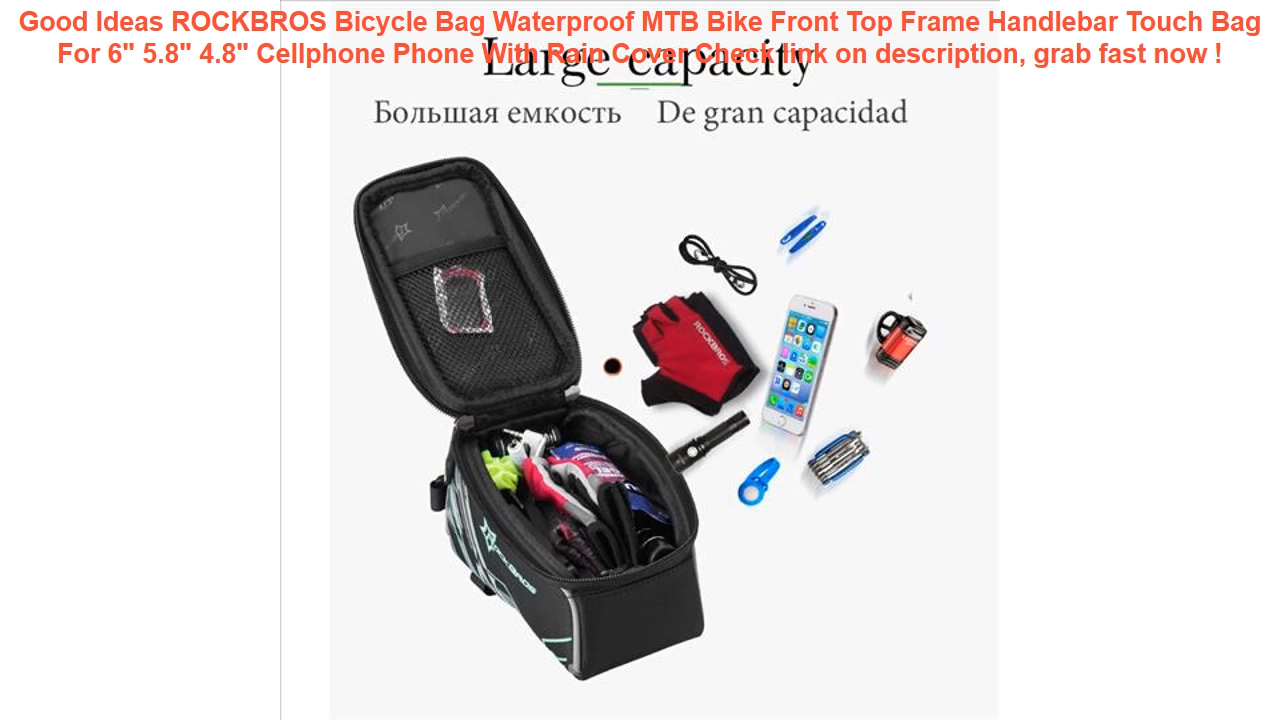 Good Ideas ROCKBROS Bicycle Bag Waterproof MTB Bike Front Top Frame Handlebar Touch Bag
For 6" 5.8" 4.8" Cellphone Phone With Rain Cover Check link on description, grab fast now !
Large capacity
Большая емкость De gran capacidad
ROCKBROS
ROCKBROS